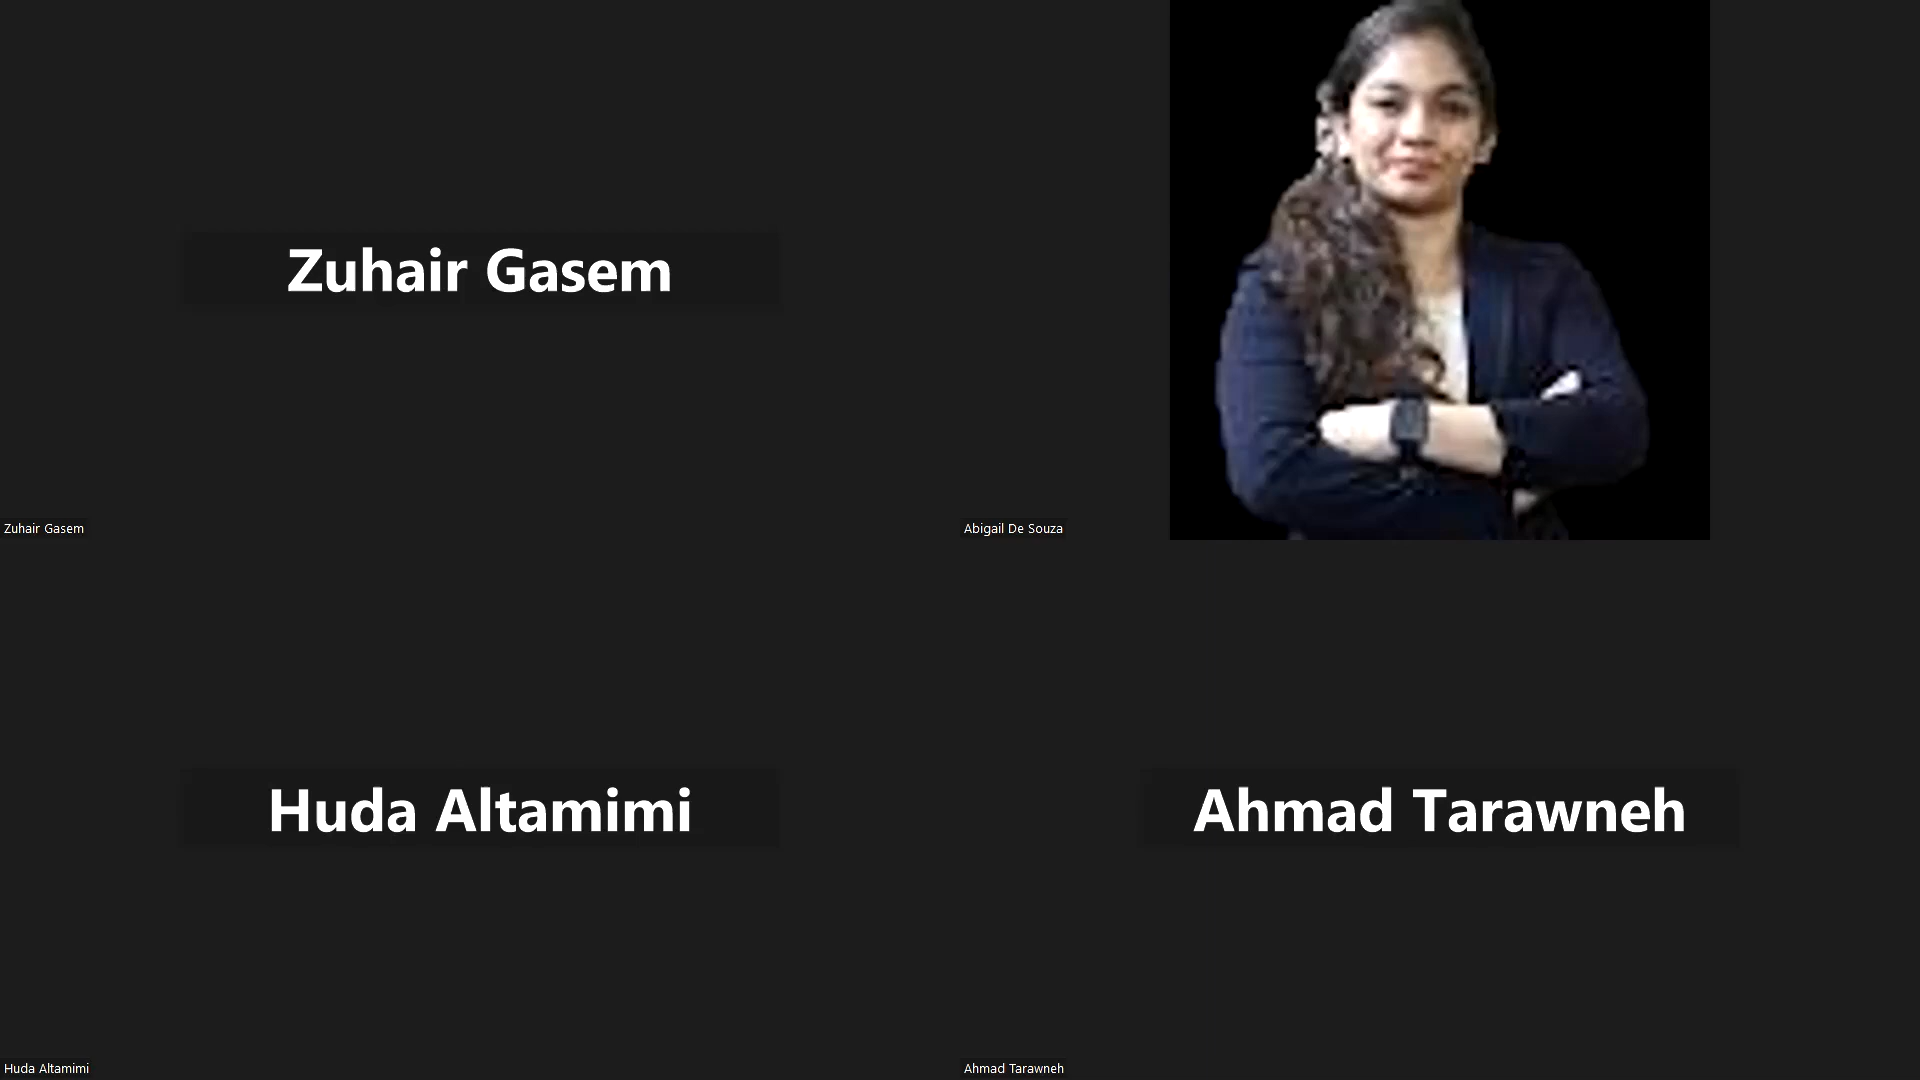 Zuhair Gasem
Zuhair Gasem
Abigail De Souza
Huda Altamimi
Ahmad Tarawneh
Huda Altamimi
Ahmad Tarawneh